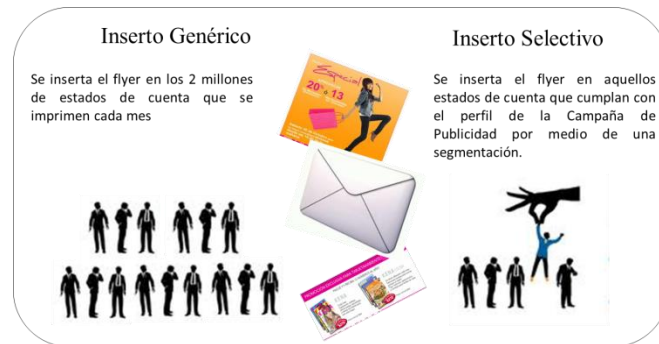 Inserto Genérico
Se inserta el flyer en los 2 millones
de estados de cuenta que se
imprimen cada mes
Especial
20% 13
Inserto Selectivo
Se inserta el flyer en aquellos
estados de cuenta que cumplan con
el perfil de la Campaña de
Publicidad por medio de una
segmentación.